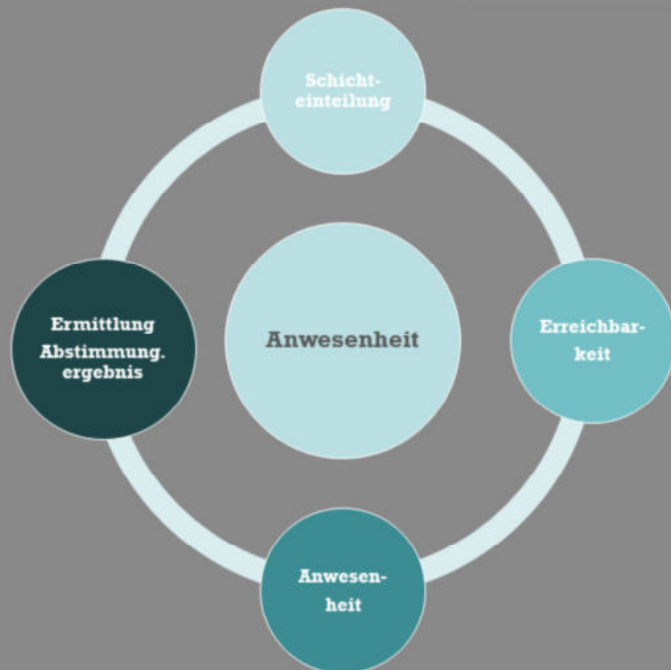 Schicht-
einteilung
Ermittlung
Abstimmung.
ergebnis
Anwesenheit
Erreichbar-
keit
Anwesen-
heit